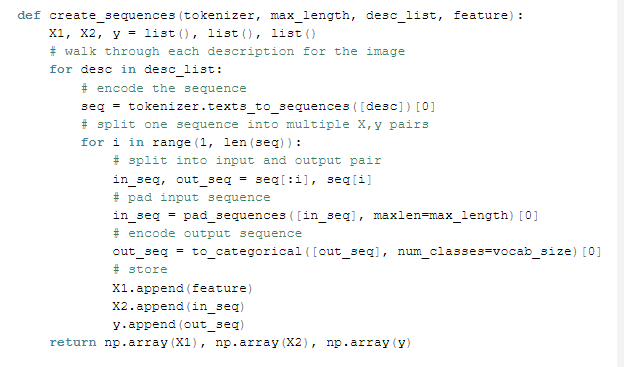 def create_sequences(tokenizer, max_length, desc_list, feature):
    X1, X2, y = list(), list(), list()
    # walk through each description for the image
    for desc in desc_list:
        # encode the sequence
        seq = tokenizer.texts_to_sequences([desc])[0]
        # split one sequence into multiple X,y pairs
        for i in range(1, len(seq)):
            # split into input and output pair
            in_seq, out_seq = seq[:i], seq[i]
            # pad input sequence
            in_seq = pad_sequences([in_seq], maxlen=max_length)[0]
            # encode output sequence
            out_seq = to_categorical([out_seq], num_classes=vocab_size)[0]
            # store
            X1.append(feature)
            X2.append(in_seq)
            y.append(out_seq)
    return np.array(X1), np.array(X2), np.array(y)